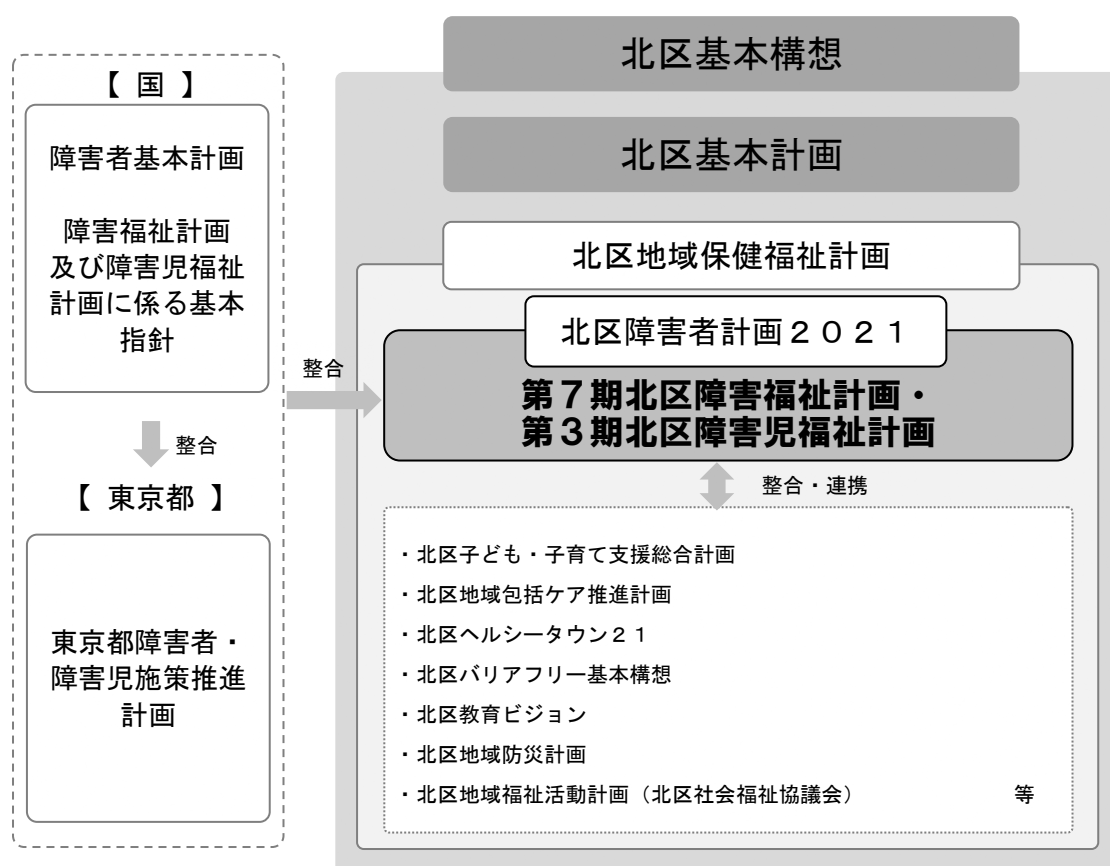 【 国 】
障害者基本計画
障害福祉計画
及び障害児福祉
計画に係る基本
指針
整合
【 東京都 】
東京都障害者・
障害児施策推進
計画
整合
北区基本構想
北区基本計画
北区地域保健福祉計画
北区障害者計画２０２１
第７期北区障害福祉計画・
第３期北区障害児福祉計画
整合・連携
・北区子ども・子育て支援総合計画
・北区地域包括ケア推進計画
・北区ヘルシータウン２１
・北区バリアフリー基本構想
・北区教育ビジョン
・北区地域防災計画
・北区地域福祉活動計画（北区社会福祉協議会） 等